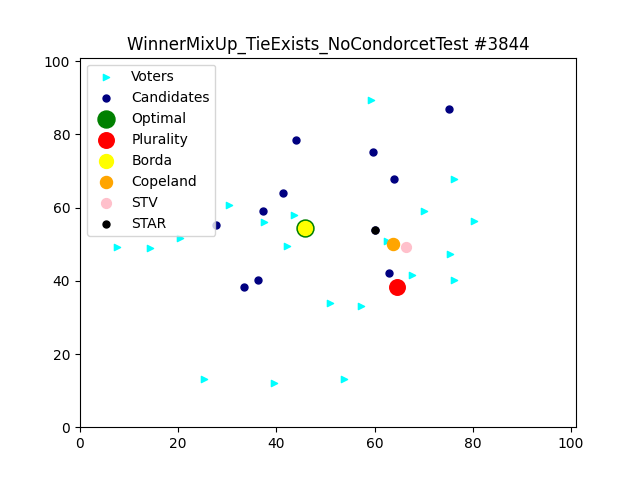 WinnerMixUp_TieExists_NoCondorcetTest #3844
100
80
60
40
20
0
Voters
Candidates
Optimal
Plurality
Borda
Copeland
STV
STAR
0 20 40 60 80 100